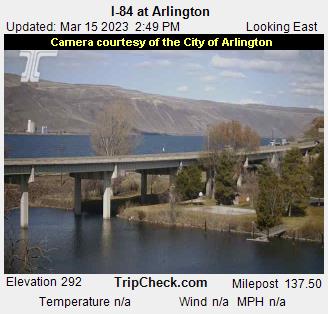 I-84 at Arlington
Updated: Mar 15 2023 2:49 PM Looking East
Camera courtesy of the City of Arlington
Elevation 292 TripCheck.com Milepost 137.50
Temperature n/a Wind n/a MPH n/a